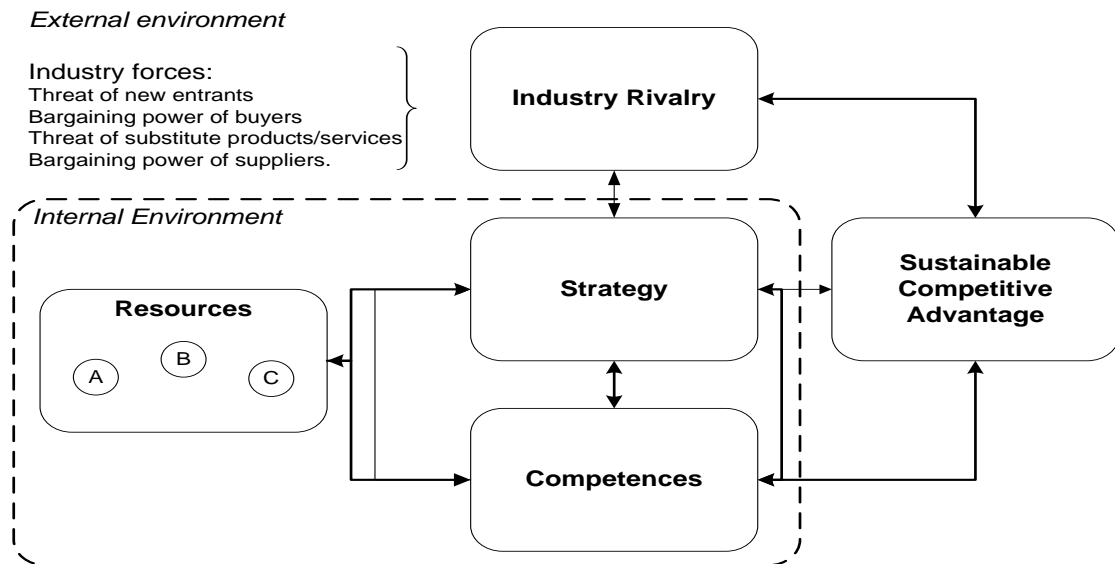 External environment
Industry forces:
Threat of new entrants
Bargaining power of buyers
Threat of substitute products/services
Bargaining power of suppliers.
Industry Rivalry
Internal Environment
Resources
A
B
C
Strategy
Competences
Sustainable
Competitive
Advantage